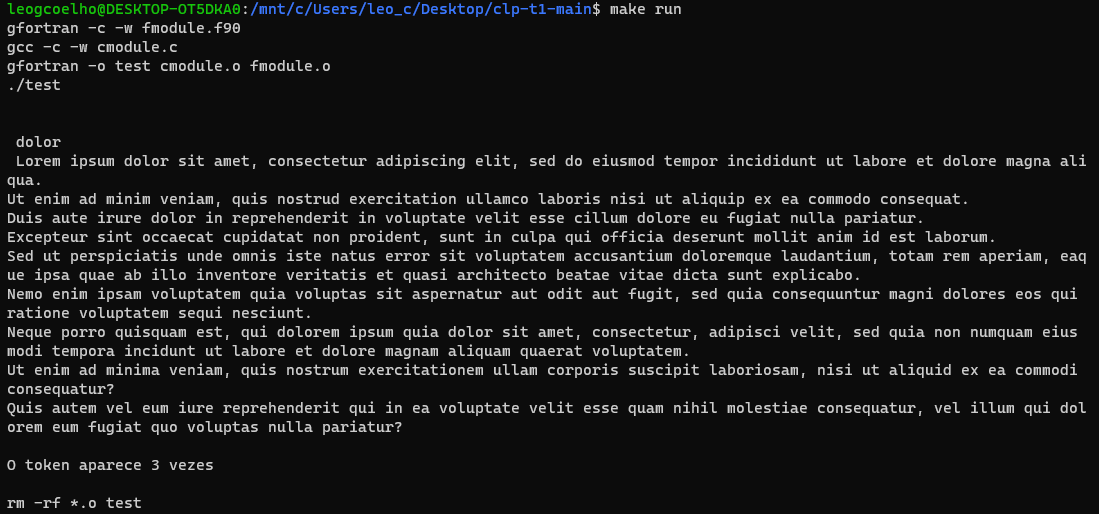 leogcoelho@DESKTOP-OT5DKA0:/mnt/c/Users/leo_c/Desktop/clp-t1-main$ make run
gfortran -c -w fmodule.f90
gcc -c -w cmodule.c
gfortran -o test cmodule.o fmodule.o
./test
dolor
Lorem ipsum dolor sit amet, consectetur adipiscing elit, sed do eiusmod tempor incididunt ut labore et dolore magna ali
qua.
Ut enim ad minim veniam, quis nostrud exercitation ullamco laboris nisi ut aliquip ex ea commodo consequat.
Duis aute irure dolor in reprehenderit in voluptate velit esse cillum dolore eu fugiat nulla pariatur.
Excepteur sint occaecat cupidatat non proident, sunt in culpa qui officia deserunt mollit anim id est laborum.
Sed ut perspiciatis unde omnis iste natus error sit voluptatem accusantium doloremque laudantium, totam rem aperiam, eaq
ue ipsa quae ab illo inventore veritatis et quasi architecto beatae vitae dicta sunt explicabo.
Nemo enim ipsam voluptatem quia voluptas sit aspernatur aut odit aut fugit, sed quia consequuntur magni dolores eos qui
ratione voluptatem sequi nesciunt.
Neque porro quisquam est, qui dolorem ipsum quia dolor sit amet, consectetur, adipisci velit, sed quia non numquam eius
modi tempora incidunt ut labore et dolore magnam aliquam quaerat voluptatem.
Ut enim ad minima veniam, quis nostrum exercitationem ullam corporis suscipit laboriosam, nisi ut aliquid ex ea commodi
consequatur?
Quis autem vel eum iure reprehenderit qui in ea voluptate velit esse quam nihil molestiae consequatur, vel illum qui dol
orem eum fugiat quo voluptas nulla pariatur?
O token aparece 3 vezes
rm -rf *.o test